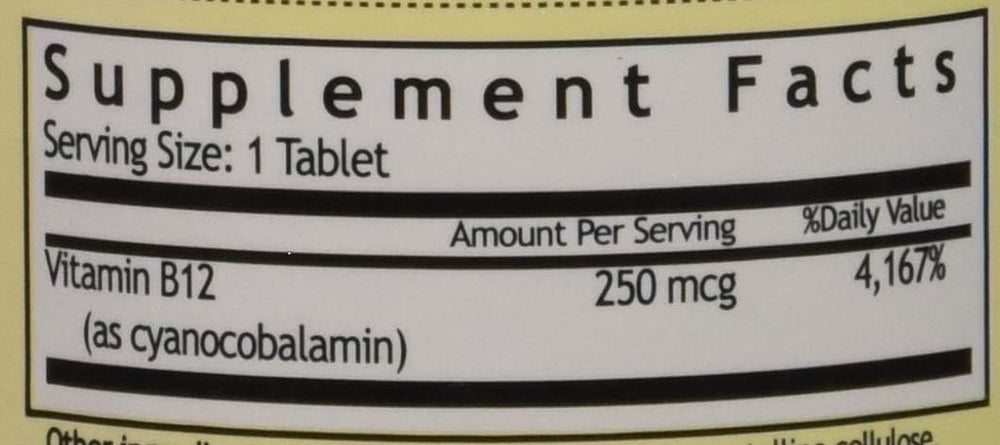 Supplement Facts
Serving Size: 1 Tablet
Amount Per Serving %Daily Value
Vitamin B12 250 mcg 4,167%
(as cyanocobalamin)
cellulose